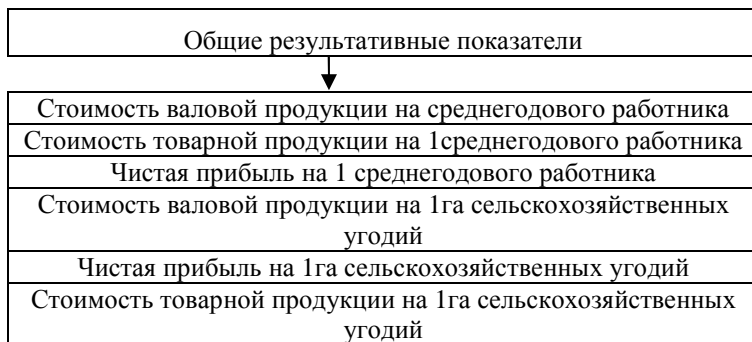 Общие результативные показатели
Стоимость валовой продукции на среднегодового работника
Стоимость товарной продукции на 1среднегодового работника
Чистая прибыль на 1 среднегодового работника
Стоимость валовой продукции на 1га сельскохозяйственных
угодий
Чистая прибыль на 1га сельскохозяйственных угодий
Стоимость товарной продукции на 1га сельскохозяйственных
угодий